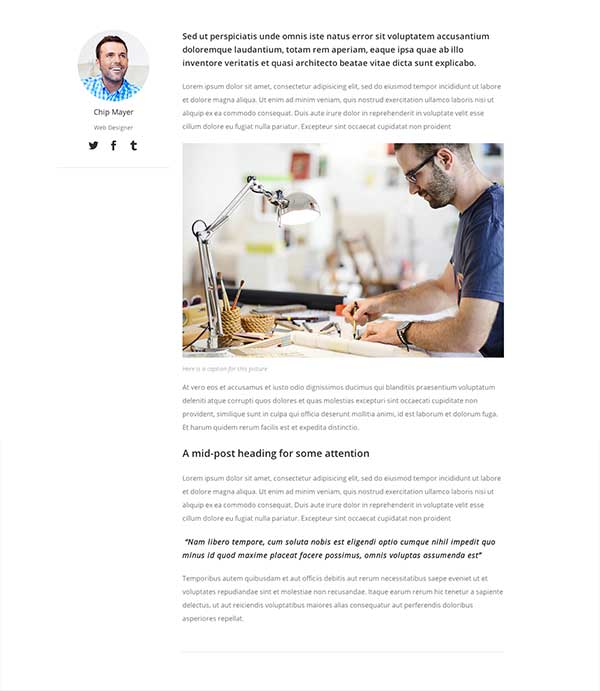 Chip Mayer
Web Designer
Sed ut perspiciatis unde omnis iste natus error sit voluptatem accusantium
doloremque laudantium, totam rem aperiam, eaque ipsa quae ab illo
inventore veritatis et quasi architecto beatae vitae dicta sunt explicabo.
Lorem ipsum dolor sit amet, consectetur adipisicing elit, sed do eiusmod tempor incididunt ut labore
et dolore magna aliqua. Ut enim ad minim veniam, quis nostrud exercitation ullamco laboris nisi ut
aliquip ex ea commodo consequat. Duis aute irure dolor in reprehenderit in voluptate velit esse
cillum dolore eu fugiat nulla pariatur. Excepteur sint occaecat cupidatat non proident
Here is a caption for this picture
At vero eos et accusamus et iusto odio dignissimos ducimus qui blanditiis praesentium voluptatum
deleniti atque corrupti quos dolores et quas molestias excepturi sint occaecati cupiditate non
provident, similique sunt in culpa qui officia deserunt mollitia animi, id est laborum et dolorum fuga.
Et harum quidem rerum facilis est et expedita distinctio.
A mid-post heading for some attention
Lorem ipsum dolor sit amet, consectetur adipisicing elit, sed do eiusmod tempor incididunt ut labore
et dolore magna aliqua. Ut enim ad minim veniam, quis nostrud exercitation ullamco laboris nisi ut
aliquip ex ea commodo consequat. Duis aute irure dolor in reprehenderit in voluptate velit esse
cillum dolore eu fugiat nulla pariatur. Excepteur sint occaecat cupidatat non proident
“Nam libero tempore, cum soluta nobis est eligendi optio cumque nihil impedit quo
minus id quod maxime placeat facere possimus, omnis voluptas assumenda est”
Temporibus autem quibusdam et aut officiis debitis aut rerum necessitatibus saepe eveniet ut et
voluptates repudiandae sint et molestiae non recusandae. Itaque earum rerum hic tenetur a sapiente
delectus, ut aut reiciendis voluptatibus maiores alias consequatur aut perferendis doloribus
asperiores repellat.